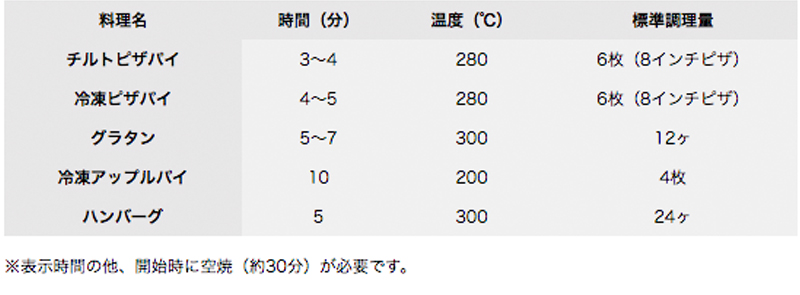 料理名 時間（分） 温度（℃） 標準調理量
チルトピザパイ 3〜4 280 6枚（8インチピザ）
冷凍ピザパイ 4〜5 280 6枚（8インチピザ）
グラタン 5〜7 300 12ヶ
冷凍アップルパイ 10 200 4枚
ハンバーグ 5 300 24ヶ
※表示時間の他、開始時に空焼（約30分）が必要です。